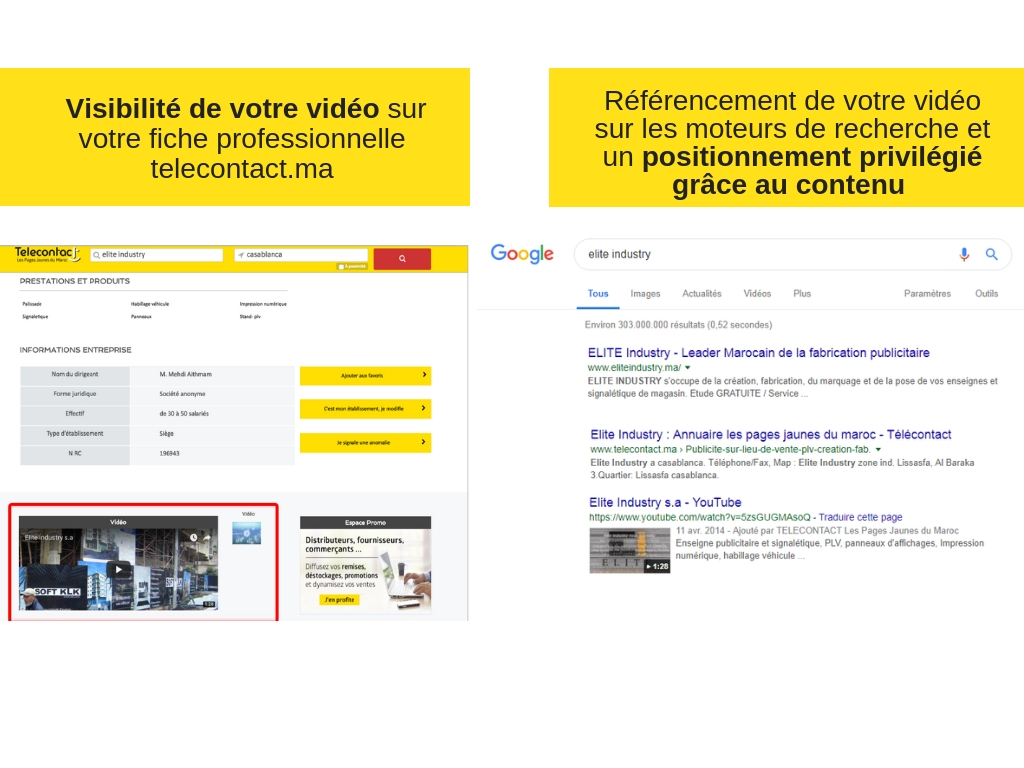 Visibilité de votre vidéo sur
votre fiche professionnelle
telecontact.ma
Référencement de votre vidéo
sur les moteurs de recherche et
un positionnement privilégié
grâce au contenu
Telecontact
Les Pages Jaunes du Maroc
elite industry
casablanca
À proximité
PRESTATIONS ET PRODUITS
Palissade
Habillage véhicule
Impression numérique
Signalétique
Panneaux
Stand- plv
INFORMATIONS ENTREPRISE
Nom du dirigeant
M. Mehdi Aithmam
Forme juridique
Société anonyme
Effectif
de 30 à 50 salariés
Type d'établissement
Siège
N RC
196943
Ajouter aux favoris
C'est mon établissement, je modifie
Je signale une anomalie
Vidéo
Elite industry s.a
SOFT KLK
1:28
Vidéo
Espace Promo
Distributeurs, fournisseurs,
commerçants ...
Diffusez vos remises,
déstockages, promotions
et dynamisez vos ventes
J'en profite
Google
elite industry
Tous
Images
Actualités
Vidéos
Plus
Paramètres
Outils
Environ 303.000.000 résultats (0,52 secondes)
ELITE Industry - Leader Marocain de la fabrication publicitaire
www.eliteindustry.ma/
ELITE INDUSTRY s'occupe de la création, fabrication, du marquage et de la pose de vos enseignes et
signalétique de magasin. Etude GRATUITE / Service ...
Elite Industry : Annuaire les pages jaunes du maroc - Télécontact
www.telecontact.ma › Publicite-sur-lieu-de-vente-plv-creation-fab.
Elite Industry a casablanca. Téléphone/Fax, Map : Elite Industry zone ind. Lissasfa, Al Baraka
3.Quartier: Lissasfa casablanca.
Elite Industry s.a - YouTube
https://www.youtube.com/watch?v=5zsGUGMAsoQ - Traduire cette page
11 avr. 2014 - Ajouté par TELECONTACT Les Pages Jaunes du Maroc
Enseigne publicitaire et signalétique, PLV, panneaux d'affichages, Impression
numérique, habillage véhicule ...
ELIT
1:28